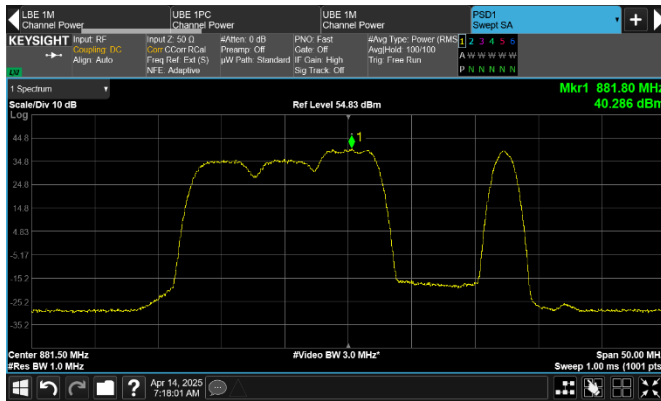 LBE 1M
Channel Power
UBE 1PC
Channel Power
UBE 1M
Channel Power
PSD1
Swept SA
KEYSIGHT
Input: RF
Coupling: DC
Align: Auto
Input Z: 50 Ω
Corr CCorr RCal
Freq Ref: Ext (S)
NFE: Adaptive
#Atten: 0 dB
Preamp: Off
µW Path: Standard
PNO: Fast
Gate: Off
IF Gain: High
Sig Track: Off
#Avg Type: Power (RMS
Avg|Hold: 100/100
Trig: Free Run
1 2 3 4 5 6
A W W W W W
P N N N N N
1 Spectrum
Scale/Div 10 dB
Ref Level 54.83 dBm
Mkr1 881.80 MHz
40.286 dBm
Log
1
44.8
34.8
24.8
14.8
4.83
-5.17
-15.2
-25.2
-35.2
Center 881.50 MHz
#Video BW 3.0 MHz*
Span 50.00 MH
#Res BW 1.0 MHz
Sweep 1.00 ms (1001 pts
Apr 14, 2025
7:18:01 AM